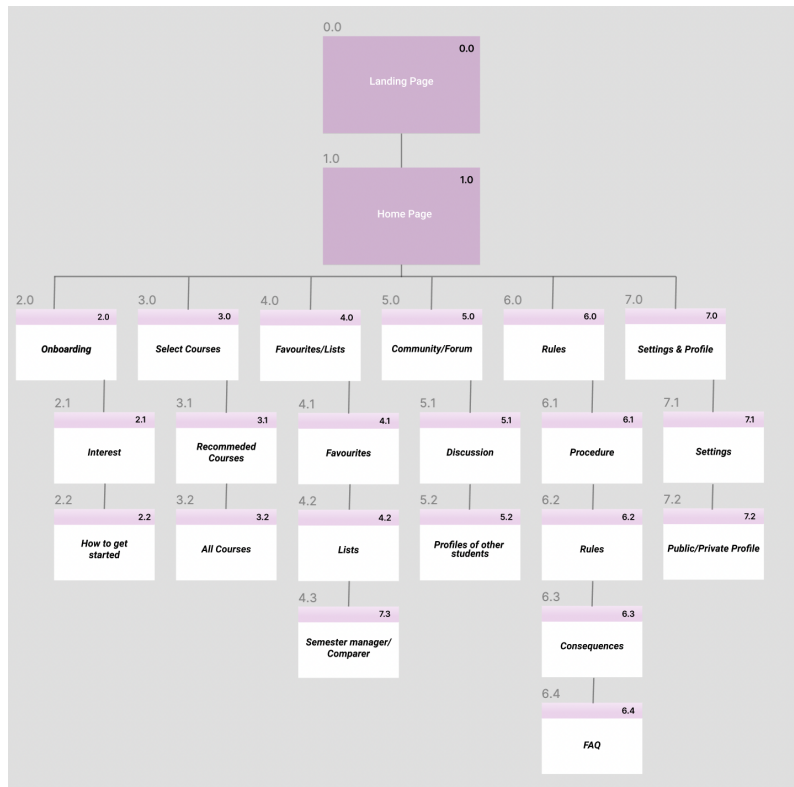 0.0
0.0
Landing Page
1.0
1.0
Home Page
2.0
2.0
Onboarding
3.0
3.0
Select Courses
4.0
4.0
Favourites/Lists
5.0
5.0
Community/Forum
6.0
6.0
Rules
7.0
7.0
Settings & Profile
2.1
2.1
Interest
3.1
3.1
Recommeded
Courses
4.1
4.1
Favourites
5.1
5.1
Discussion
6.1
6.1
Procedure
7.1
7.1
Settings
2.2
2.2
How to get
started
3.2
3.2
All Courses
4.2
4.2
Lists
5.2
5.2
Profiles of other
students
6.2
6.2
Rules
7.2
7.2
Public/Private Profile
4.3
7.3
Semester manager/
Comparer
6.3
6.3
Consequences
6.4
6.4
FAQ